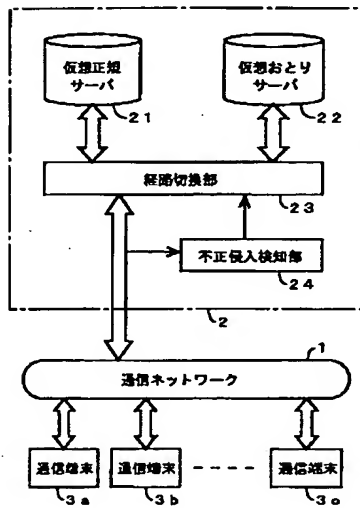 仮想正規
サーバ
21
仮想おとり
サーバ
22
経路切換部
23
不正侵入検知部
24
2
1
通信ネットワーク
通信端末
3a
通信端末
3b
通信端末
3c